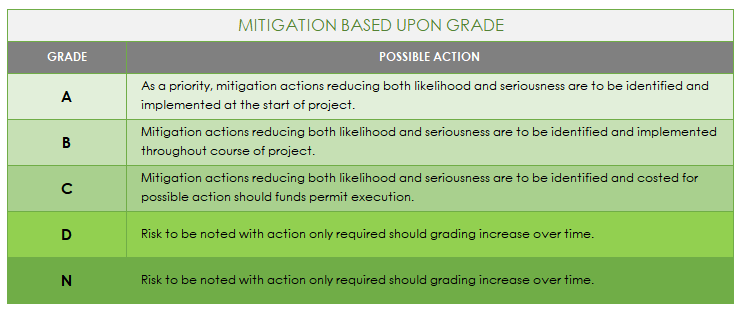 MITIGATION BASED UPON GRADE
GRADE POSSIBLE ACTION
A As a priority, mitigation actions reducing both likelihood and seriousness are to be identified and
implemented at the start of project.
B Mitigation actions reducing both likelihood and seriousness are to be identified and implemented
throughout course of project.
C Mitigation actions reducing both likelihood and seriousness are to be identified and costed for
possible action should funds permit execution.
D Risk to be noted with action only required should grading increase over time.
N Risk to be noted with action only required should grading increase over time.